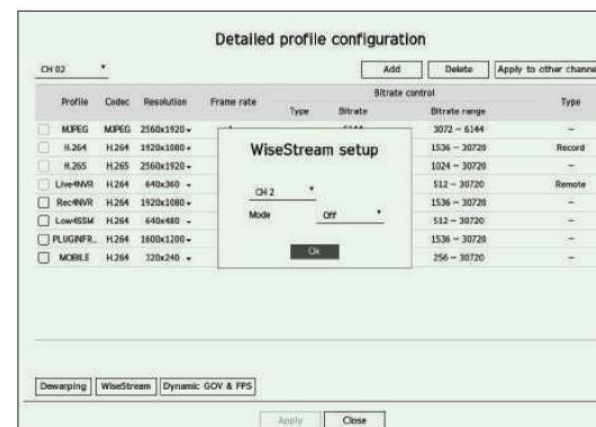 Detailed profile configuration
CH 02
Add Delete Apply to other channe
Bitrate control
Profile Codec Resolution Frame rate Type Bitrate Bitrate range Type
MJPEG MJPEG 2560x1920 6144 3072 ~ 6144 -
H.264 H.264 1920x1080 1536 ~ 30720 Record
H.265 H.265 2560x1920 1024 ~ 30720 -
Live4NVR H.264 640x360 512 ~ 30720 Remote
Rec4NVR H.264 1920x1080 1536 ~ 30720 -
Low4SSM H.264 640x480 512 ~ 30720 -
PLUGINFR.. H.264 1600x1200 1536 ~ 30720 -
MOBILE H.264 320x240 256 ~ 30720 -
WiseStream setup
CH 2
Mode Off
Ok
Dewarping WiseStream Dynamic GOV & FPS
Apply Close